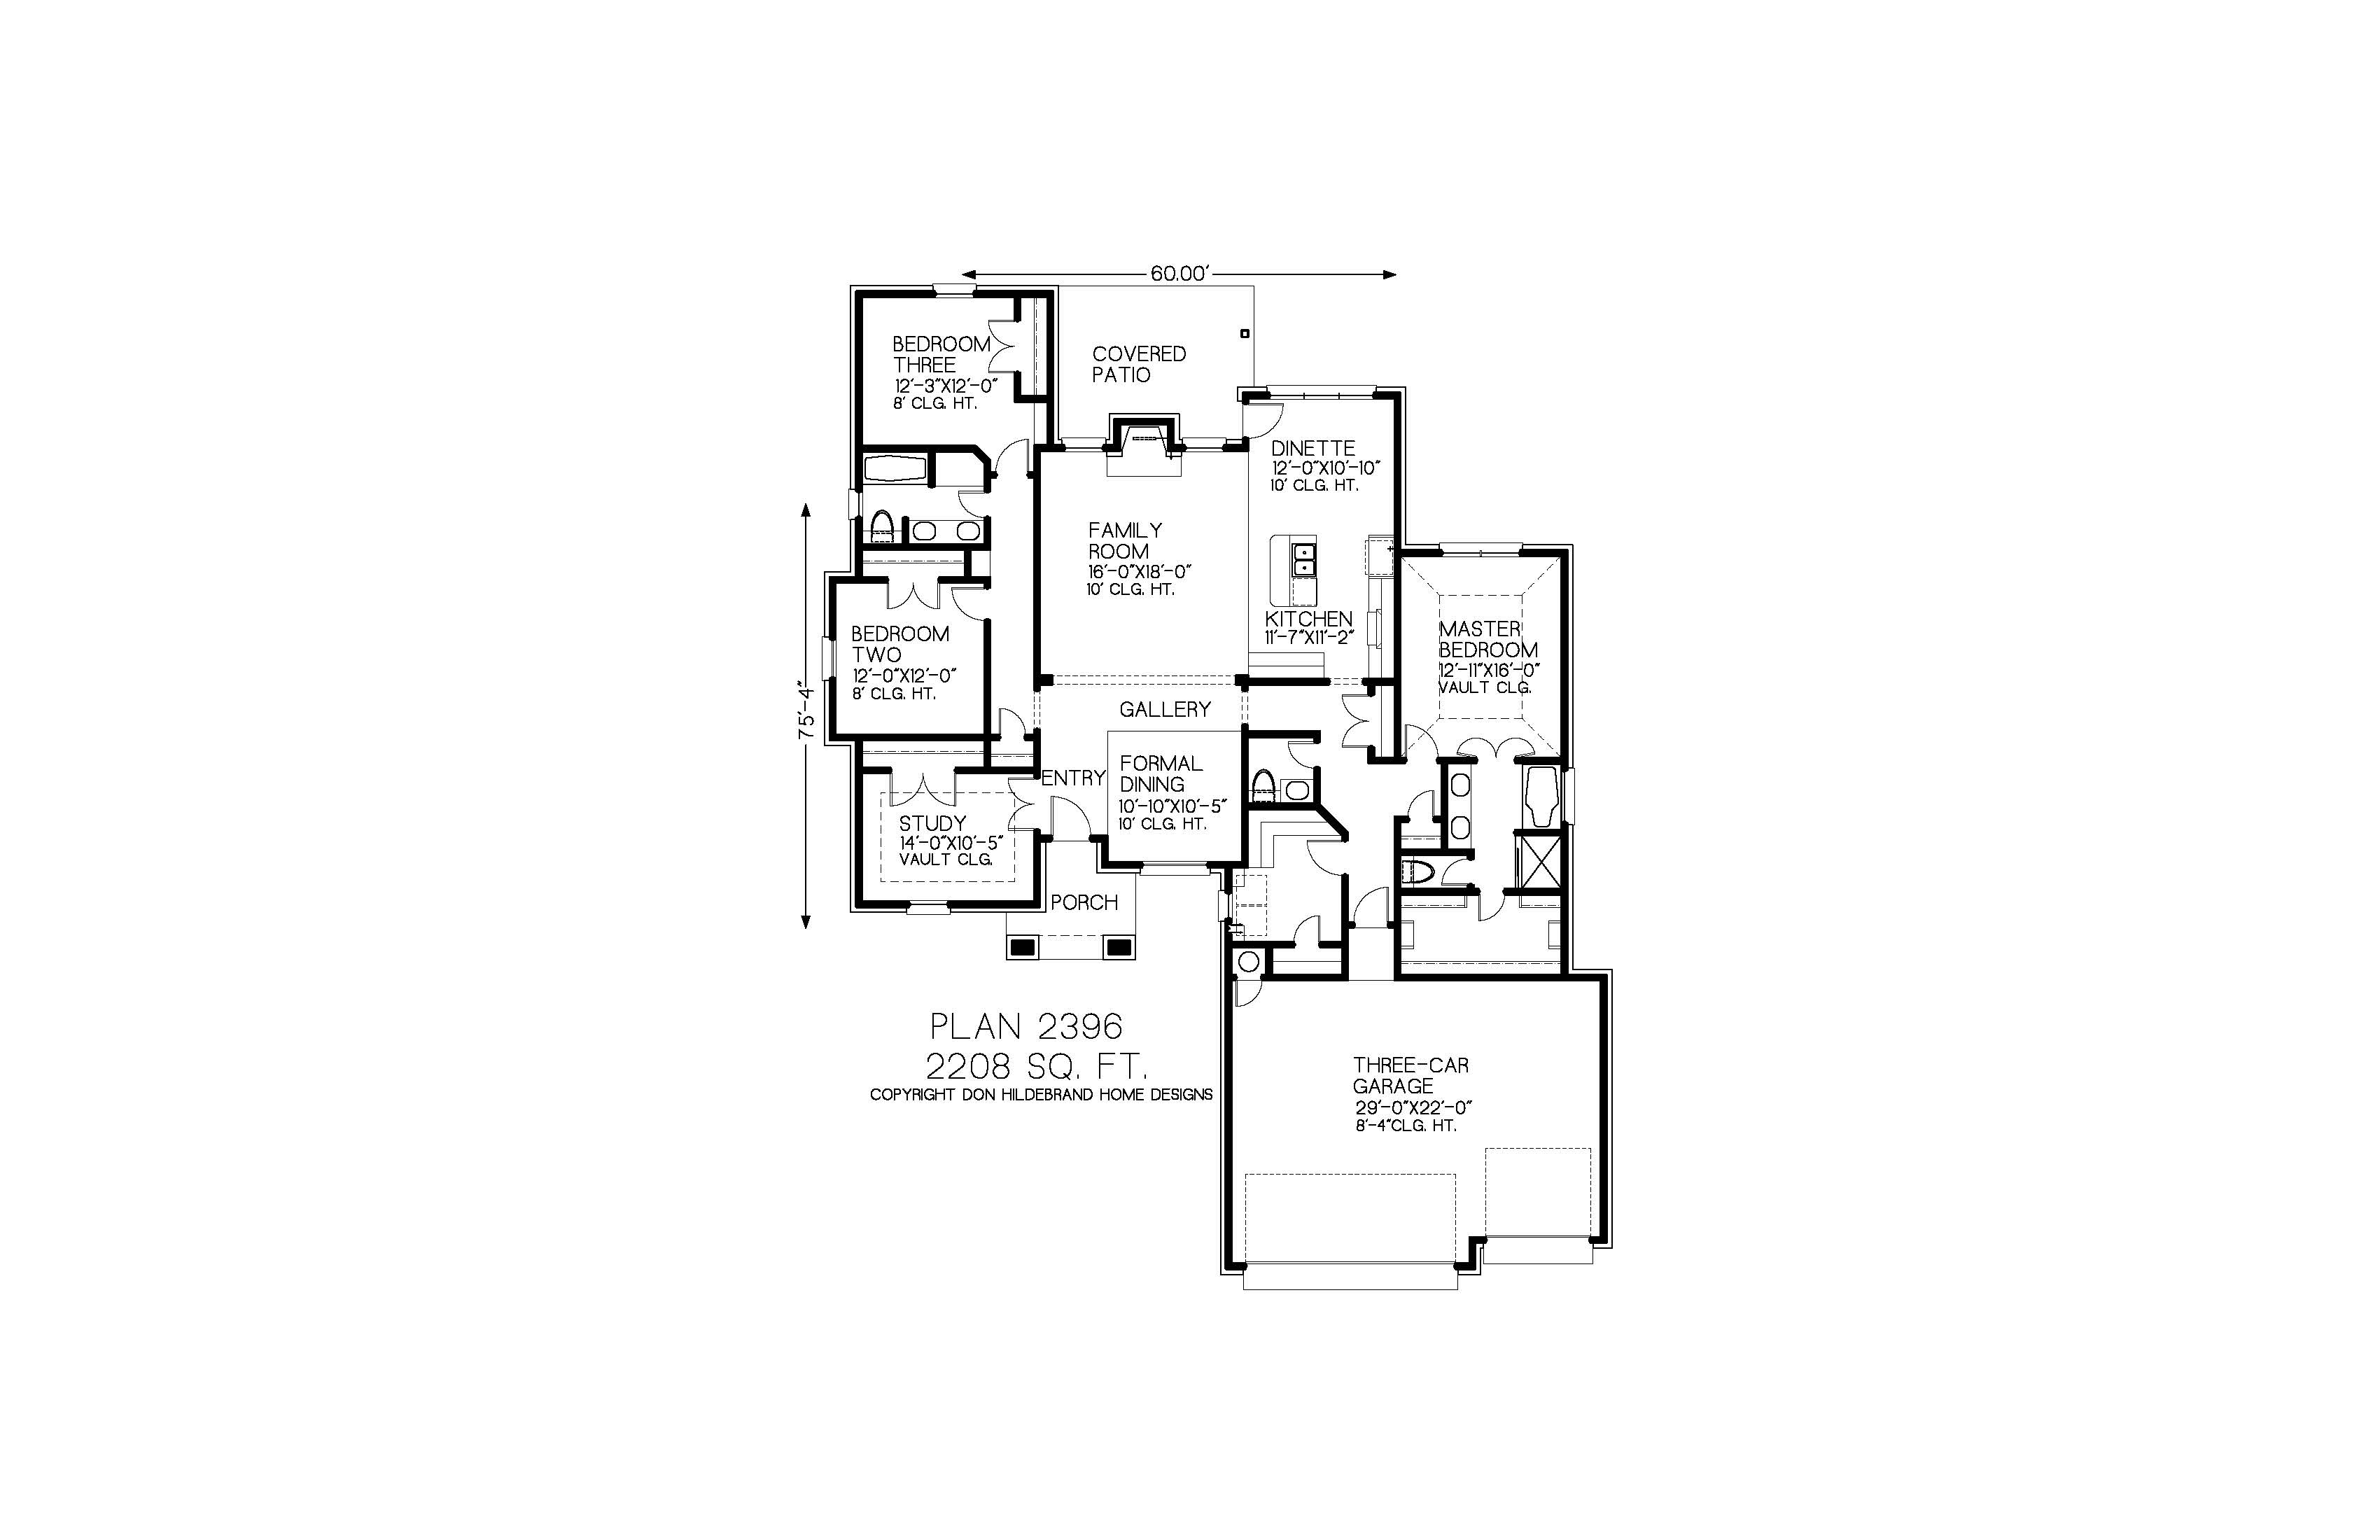 60.00'
BEDROOM
THREE
12'-3"X12'-0"
8' CLG. HT.
COVERED
PATIO
DINETTE
12'-0"X10'-10"
10' CLG. HT.
FAMILY
ROOM
16'-0"X18'-0"
10' CLG. HT.
KITCHEN
11'-7"X11'-2"
BEDROOM
TWO
12'-0"X12'-0"
8' CLG. HT.
MASTER
BEDROOM
12'-11"X16'-0"
VAULT CLG.
75'-4"
GALLERY
ENTRY
FORMAL
DINING
10'-10"X10'-5"
10' CLG. HT.
STUDY
14'-0"X10'-5"
VAULT CLG.
PORCH
PLAN 2396
2208 SQ. FT.
COPYRIGHT DON HILDEBRAND HOME DESIGNS
THREE-CAR
GARAGE
29'-0"X22'-0"
8'-4"CLG. HT.